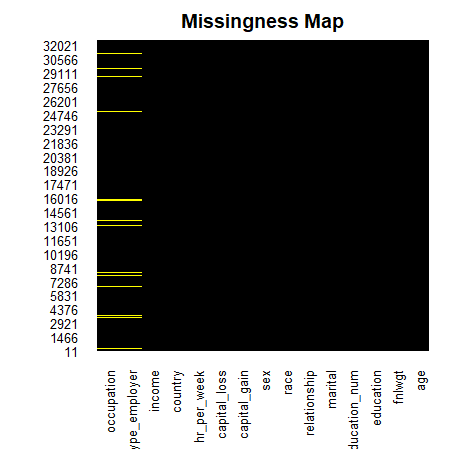 Missingness Map
32021
30566
29111
27656
26201
24746
23291
21836
20381
18926
17471
16016
14561
13106
11651
10196
8741
7286
5831
4376
2921
1466
11
occupation
ype_employer
income
country
hr_per_week
capital_loss
capital_gain
sex
race
relationship
marital
ducation_num
education
fnlwgt
age